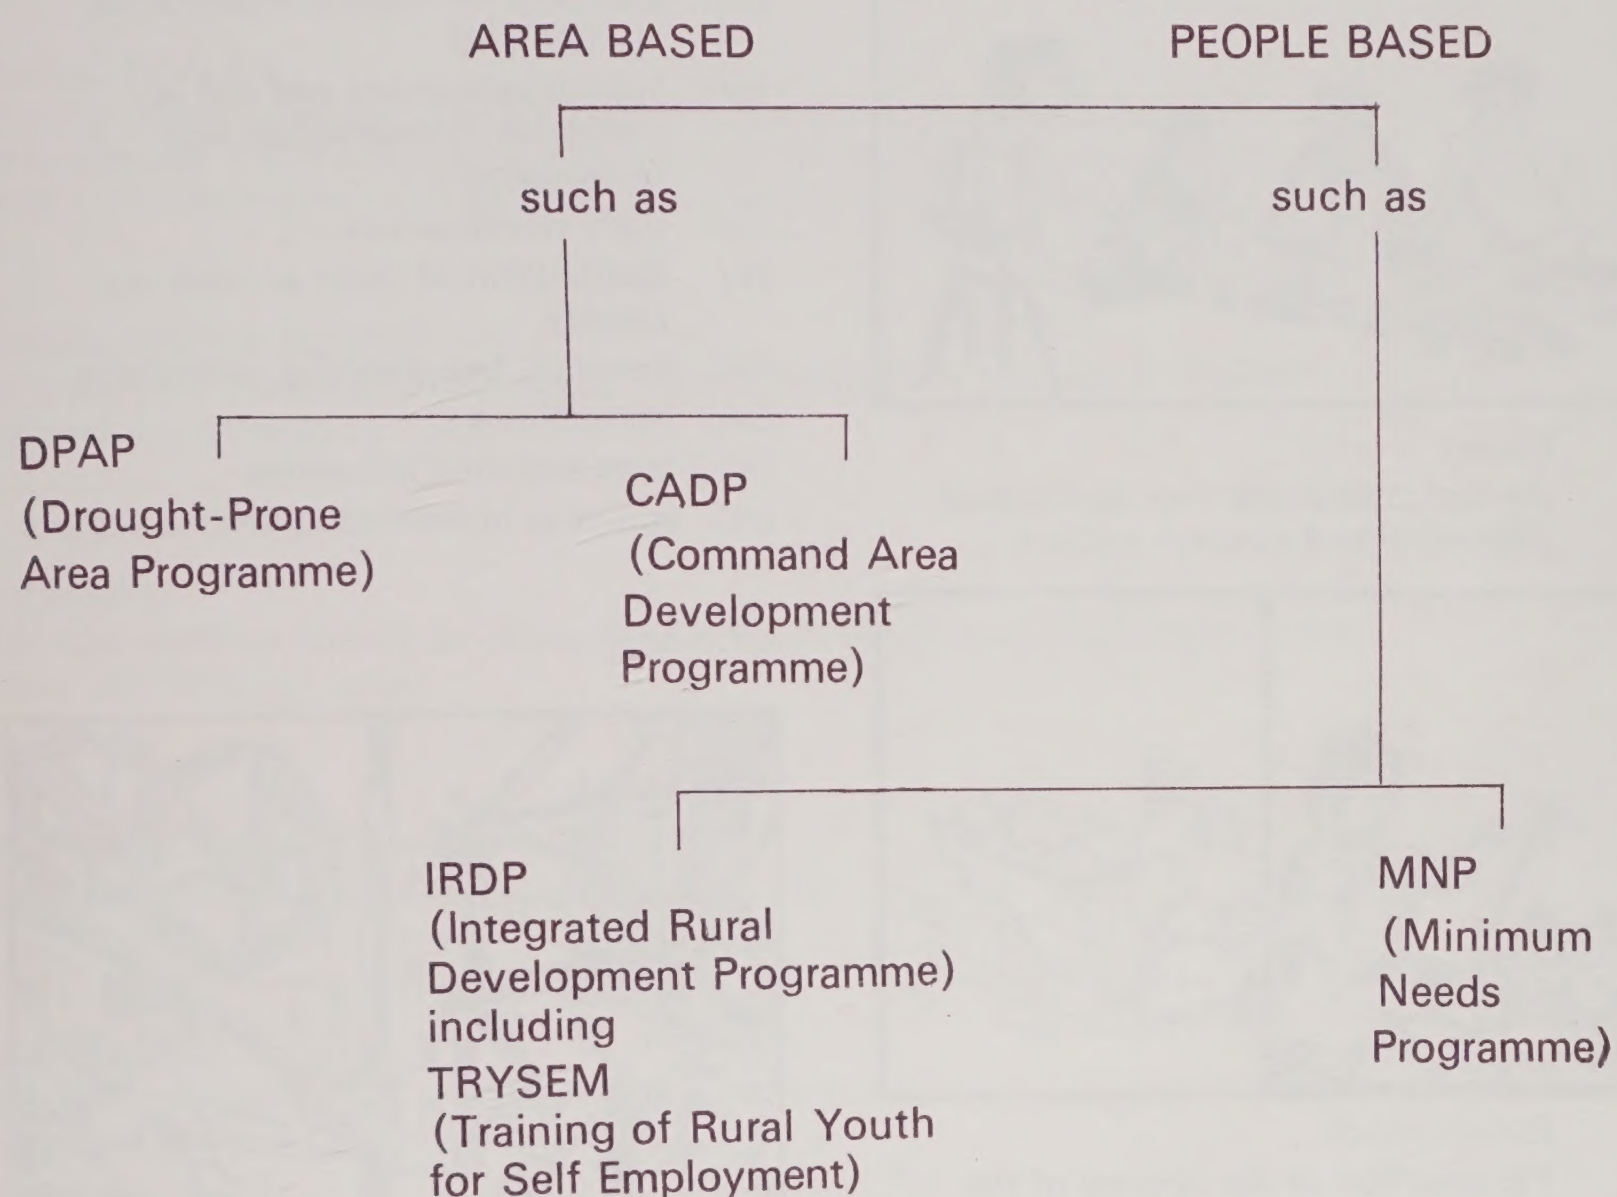 AREA BASED
PEOPLE BASED
such as
such as
DPAP
(Drought-Prone
Area Programme)
CADP
(Command Area
Development
Programme)
IRDP
(Integrated Rural
Development Programme)
including
TRYSEM
(Training of Rural Youth
for Self Employment)
MNP
(Minimum
Needs
Programme)